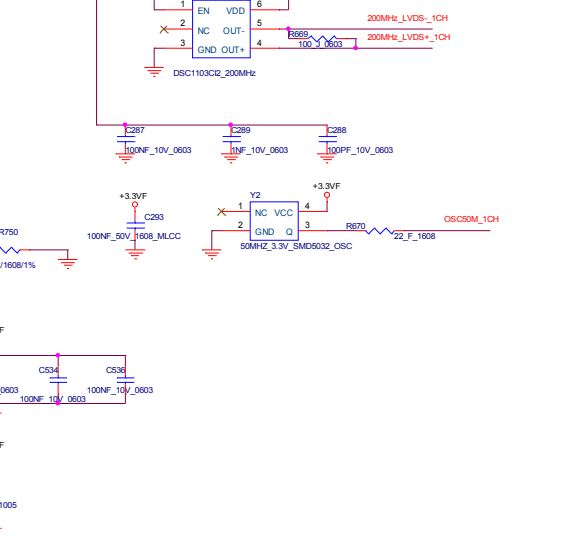 1 EN VDD 6
2 NC OUT- 5
3 GND OUT+ 4
DSC1103CI2_200MHz
R669
100_J_0603
200MHz_LVDS-_1CH
200MHz_LVDS+_1CH
C287
100NF_10V_0603
C289
1NF_10V_0603
C288
100PF_10V_0603
+3.3VF
C293
100NF_50V_1608_MLCC
Y2
+3.3VF
1 NC VCC 4
2 GND Q 3
50MHZ_3.3V_SMD5032_OSC
R670
22_F_1608
OSC50M_1CH
R750
/1608/1%
F
C534
C536
0603
100NF_10V_0603
100NF_10V_0603
F
1005